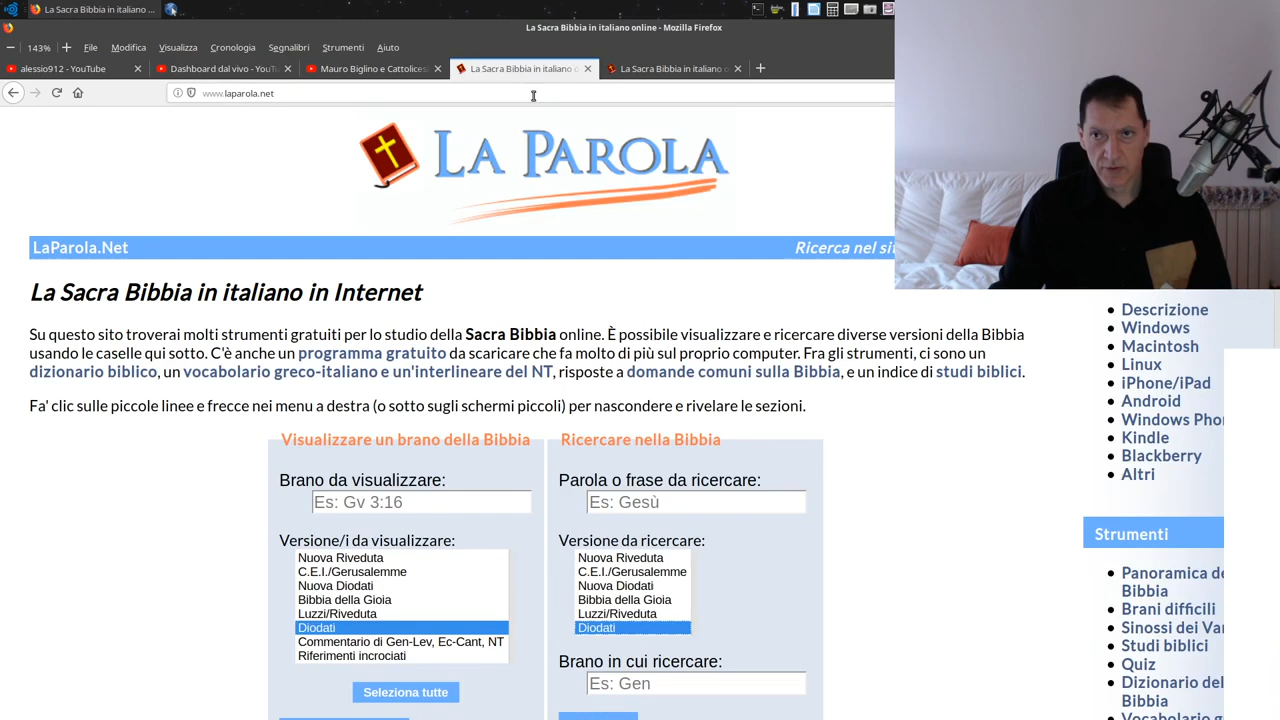 La Sacra Bibbia in italiano ...
La Sacra Bibbia in italiano online - Mozilla Firefox
143% File Modifica Visualizza Cronologia Segnalibri Strumenti Aiuto
alessio912 - YouTube
Dashboard dal vivo - YouTu
Mauro Biglino e Cattolices
La Sacra Bibbia in italiano o
La Sacra Bibbia in italiano o
www.laparola.net
LA PAROLA
LaParola.Net Ricerca nel sit
La Sacra Bibbia in italiano in Internet
Su questo sito troverai molti strumenti gratuiti per lo studio della Sacra Bibbia online. È possibile visualizzare e ricercare diverse versioni della Bibbia
usando le caselle qui sotto. C'è anche un programma gratuito da scaricare che fa molto di più sul proprio computer. Fra gli strumenti, ci sono un
dizionario biblico, un vocabolario greco-italiano e un'interlineare del NT, risposte a domande comuni sulla Bibbia, e un indice di studi biblici.
Fa' clic sulle piccole linee e frecce nei menu a destra (o sotto sugli schermi piccoli) per nascondere e rivelare le sezioni.
Visualizzare un brano della Bibbia
Brano da visualizzare:
Es: Gv 3:16
Versione/i da visualizzare:
Nuova Riveduta
C.E.I./Gerusalemme
Nuova Diodati
Bibbia della Gioia
Luzzi/Riveduta
Diodati
Commentario di Gen-Lev, Ec-Cant, NT
Riferimenti incrociati
Seleziona tutte
Ricercare nella Bibbia
Parola o frase da ricercare:
Es: Gesù
Versione da ricercare:
Nuova Riveduta
C.E.I./Gerusalemme
Nuova Diodati
Bibbia della Gioia
Luzzi/Riveduta
Diodati
Brano in cui ricercare:
Es: Gen
Descrizione
Windows
Macintosh
Linux
iPhone/iPad
Android
Windows Phor
Kindle
Blackberry
Altri
Strumenti
Panoramica de
Bibbia
Brani difficili
Sinossi dei Var
Studi biblici
Quiz
Dizionario del
Bibbia
Vocabolario g